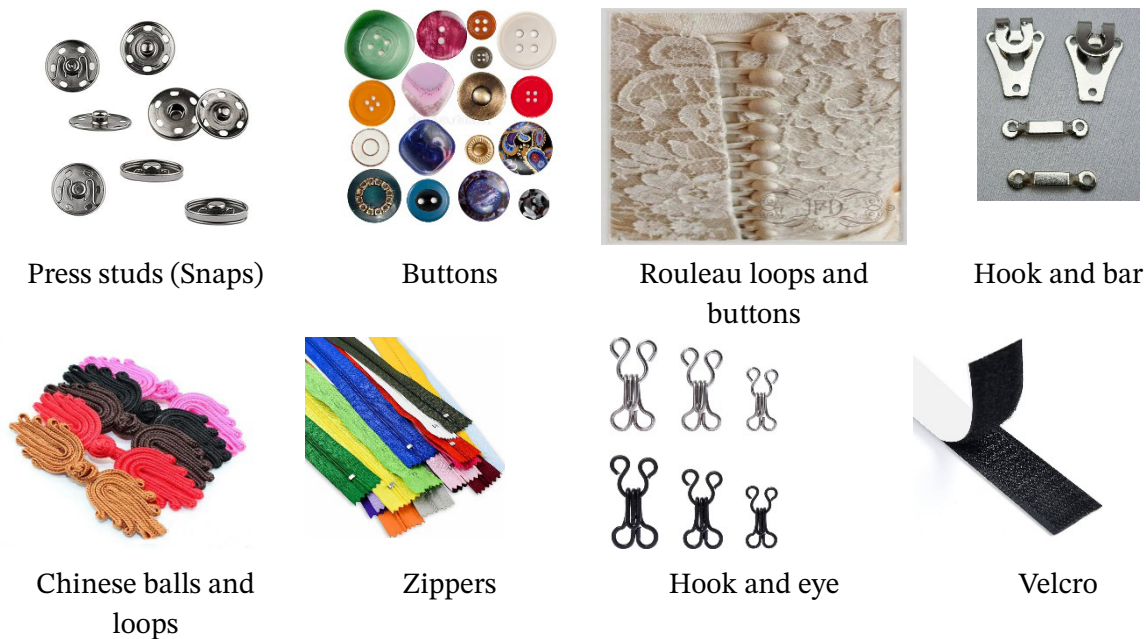 JFD
Press studs (Snaps)
Buttons
Rouleau loops and
buttons
Hook and bar
Chinese balls and
loops
Zippers
Hook and eye
Velcro